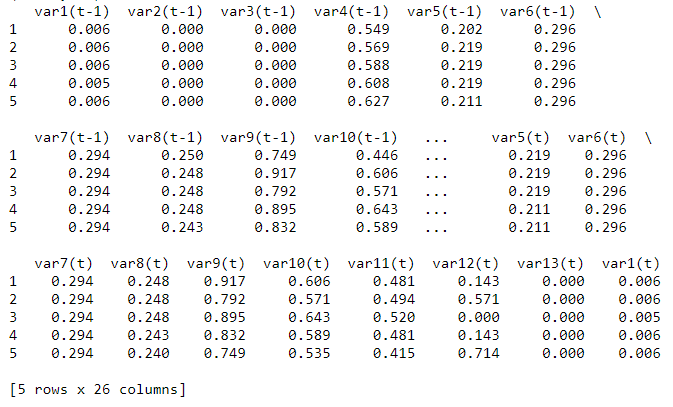 var1(t-1) var2(t-1) var3(t-1) var4(t-1) var5(t-1) var6(t-1) \
1 0.006 0.000 0.000 0.549 0.202 0.296
2 0.006 0.000 0.000 0.569 0.219 0.296
3 0.006 0.000 0.000 0.588 0.219 0.296
4 0.005 0.000 0.000 0.608 0.219 0.296
5 0.006 0.000 0.000 0.627 0.211 0.296
var7(t-1) var8(t-1) var9(t-1) var10(t-1) ... var5(t) var6(t) \
1 0.294 0.250 0.749 0.446 ... 0.219 0.296
2 0.294 0.248 0.917 0.606 ... 0.219 0.296
3 0.294 0.248 0.792 0.571 ... 0.219 0.296
4 0.294 0.248 0.895 0.643 ... 0.211 0.296
5 0.294 0.243 0.832 0.589 ... 0.211 0.296
var7(t) var8(t) var9(t) var10(t) var11(t) var12(t) var13(t) var1(t)
1 0.294 0.248 0.917 0.606 0.481 0.143 0.000 0.006
2 0.294 0.248 0.792 0.571 0.494 0.571 0.000 0.006
3 0.294 0.248 0.895 0.643 0.520 0.000 0.000 0.005
4 0.294 0.243 0.832 0.589 0.481 0.143 0.000 0.006
5 0.294 0.240 0.749 0.535 0.415 0.714 0.000 0.006
[5 rows x 26 columns]